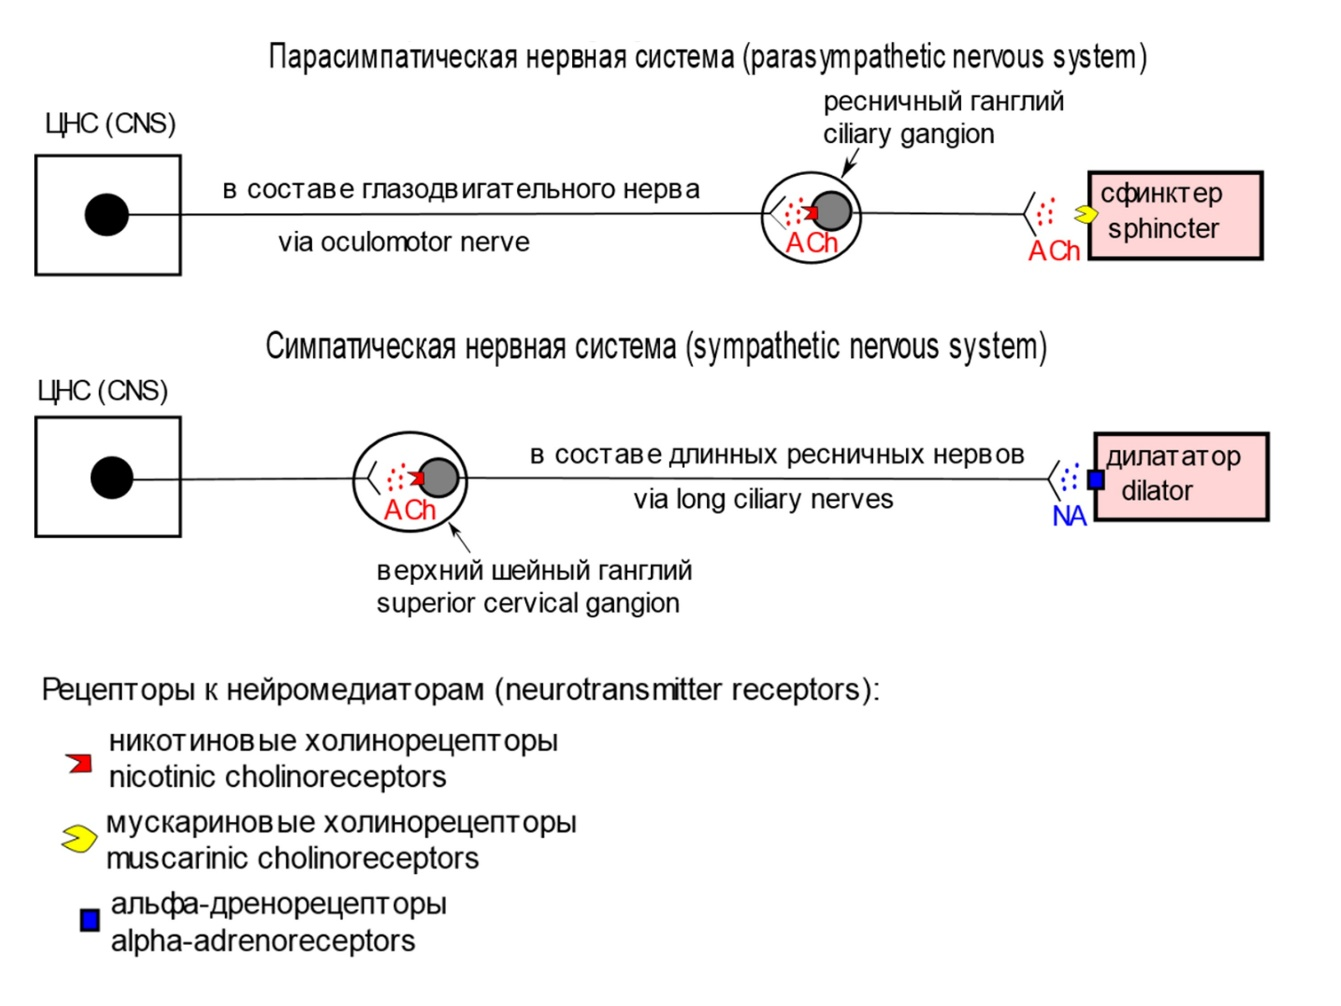 Парасимпатическая нервная система (parasympathetic nervous system)
ресничный ганглий
ciliary gangion
ЦНС (CNS)
в составе глазодвигательного нерва
via oculomotor nerve
ACh
ACh
сфинктер
sphincter
Симпатическая нервная система (sympathetic nervous system)
ЦНС (CNS)
ACh
в составе длинных ресничных нервов
via long ciliary nerves
NA
дилататор
dilator
верхний шейный ганглий
superior cervical gangion
Рецепторы к нейромедиаторам (neurotransmitter receptors):
никотиновые холинорецепторы
nicotinic cholinoreceptors
мускариновые холинорецепторы
muscarinic cholinoreceptors
альфа-дренорецепторы
alpha-adrenoreceptors